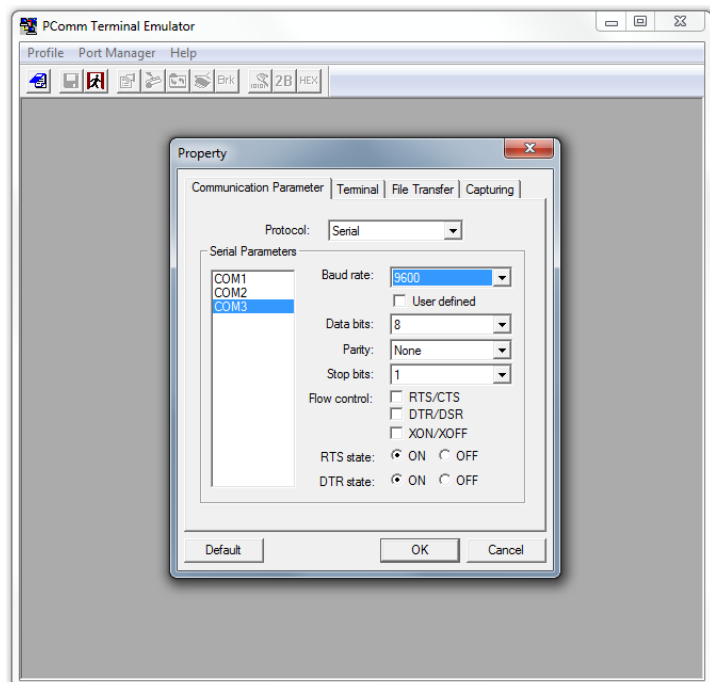 PComm Terminal Emulator
Profile Port Manager Help
Brk 2B HEX
Property
Communication Parameter Terminal File Transfer Capturing
Protocol: Serial
Serial Parameters
COM1
COM2
COM3
Baud rate: 9600
User defined
Data bits: 8
Parity: None
Stop bits: 1
Flow control: RTS/CTS
DTR/DSR
XON/XOFF
RTS state: ON OFF
DTR state: ON OFF
Default OK Cancel